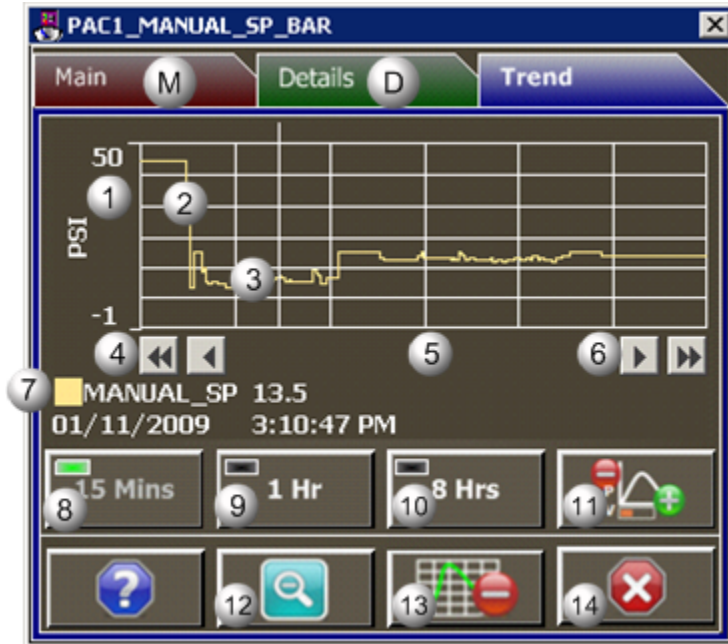 PAC1_MANUAL_SP_BAR
Main M Details D Trend
50
1 2
PSI
3
-1
4 5 6
7 MANUAL_SP 13.5
01/11/2009 3:10:47 PM
15 Mins 1 Hr 8 Hrs P V
8 9 10 11
? 12 13 14